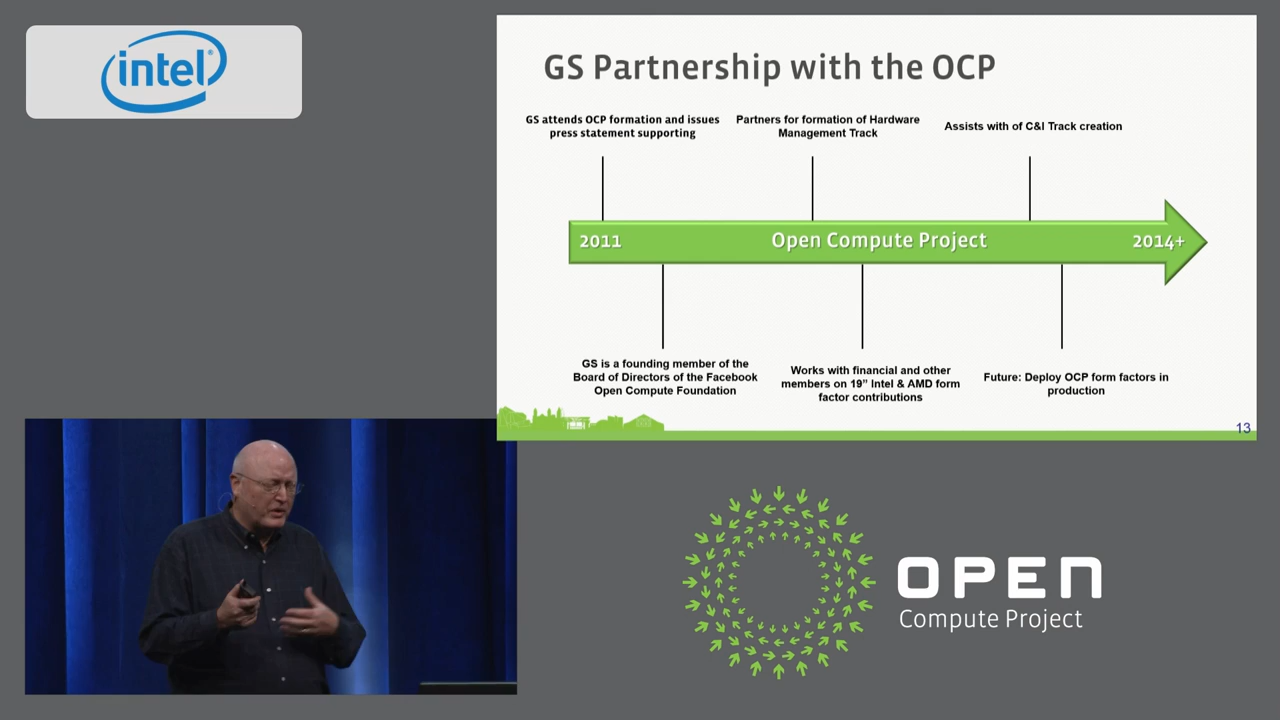 intel®
GS Partnership with the OCP
GS attends OCP formation and issues
press statement supporting
Partners for formation of Hardware
Management Track
Assists with of C&I Track creation
2011
Open Compute Project
2014+
GS is a founding member of the
Board of Directors of the Facebook
Open Compute Foundation
Works with financial and other
members on 19” Intel & AMD form
factor contributions
Future: Deploy OCP form factors in
production
13
OPEN
Compute Project